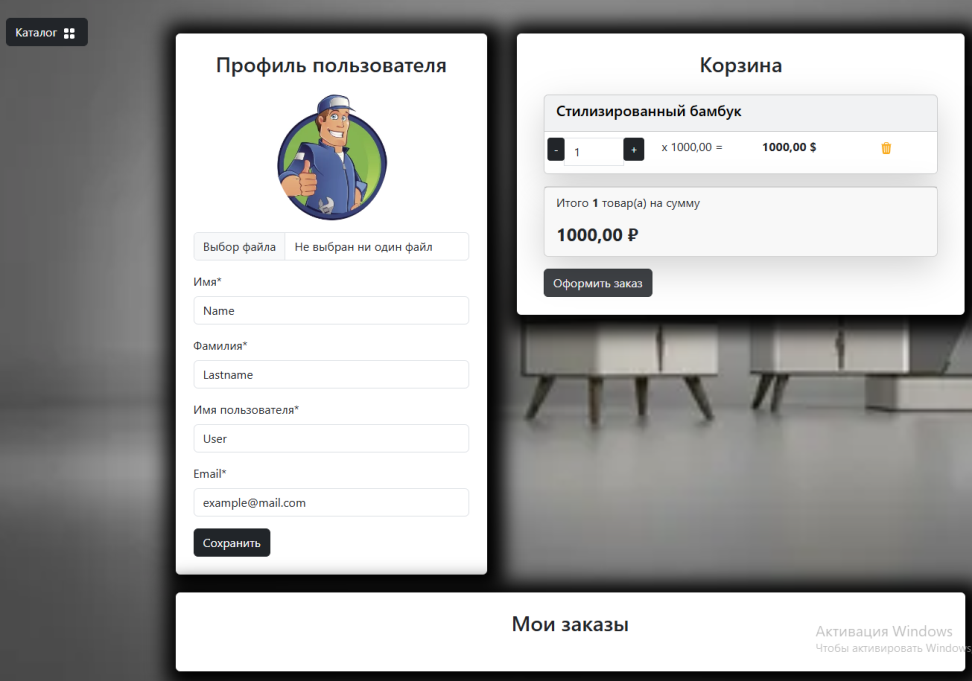 Каталог
Профиль пользователя
Выбор файла Не выбран ни один файл
Имя*
Name
Фамилия*
Lastname
Имя пользователя*
User
Email*
example@mail.com
Сохранить
Корзина
Стилизированный бамбук
- 1 + x 1000,00 = 1000,00 $
Итого 1 товар(а) на сумму
1000,00 ₽
Оформить заказ
Мои заказы
Активация Windows
Чтобы активировать Windows